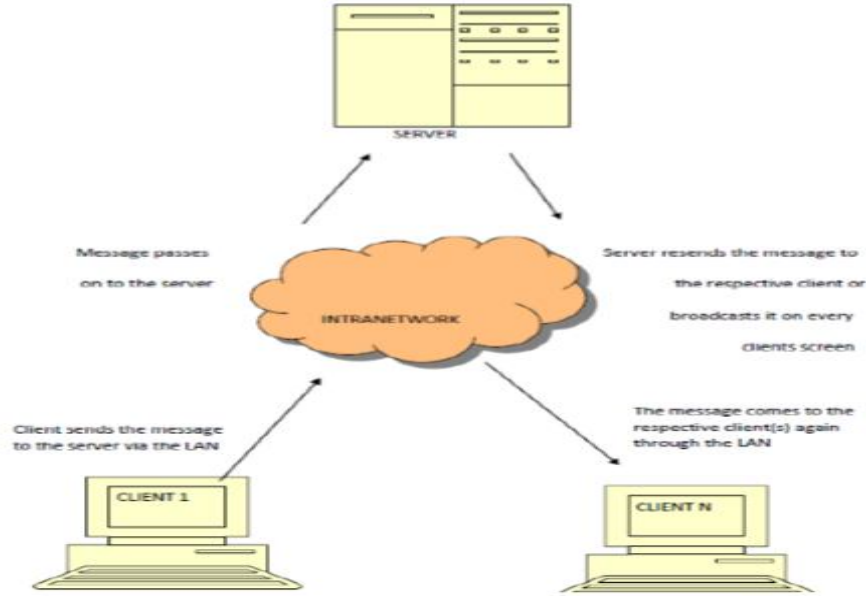 SERVER
Message passes
on to the server
Server resends the message to
the respective client or
broadcasts it on every
clients screen
INTRANETWORK
Client sends the message
to the server via the LAN
The message comes to the
respective client(s) again
through the LAN
CLIENT 1
CLIENT N